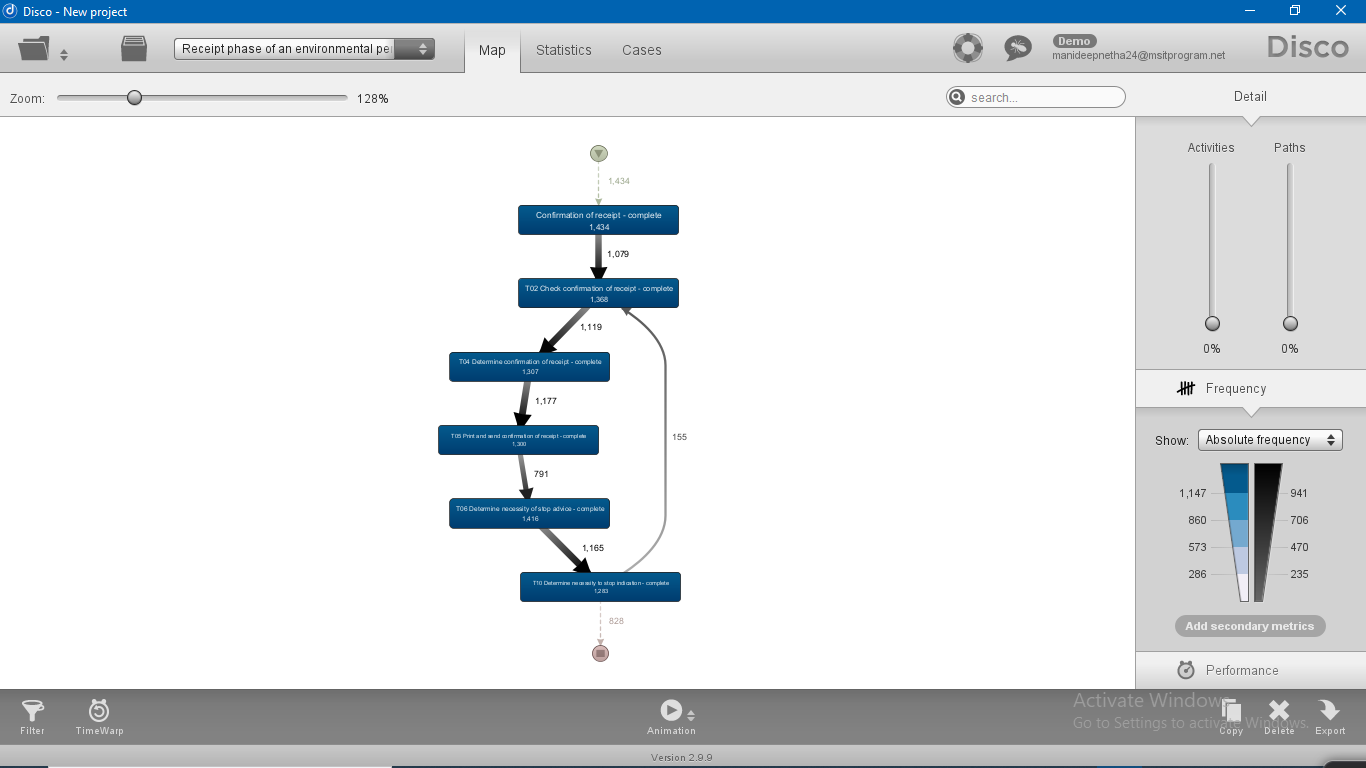 Disco - New project
Receipt phase of an environmental pe
Map
Statistics
Cases
Demo
manideepnetha24@msitprogram.net
Disco
Zoom:
128%
search...
Detail
Activities
Paths
0%
0%
1,434
Confirmation of receipt - complete
1,434
1,079
T02 Check confirmation of receipt - complete
1,368
1,119
T04 Determine confirmation of receipt - complete
1,307
1,177
T05 Print and send confirmation of receipt - complete
1,300
155
791
T06 Determine necessity of stop advice - complete
1,416
1,165
T10 Determine necessity to stop indication - complete
1,283
828
Frequency
Show:
Absolute frequency
1,147
941
860
706
573
470
286
235
Add secondary metrics
Performance
Activate Windows
Go to Settings to activate Windows.
Filter
TimeWarp
Animation
Copy
Delete
Export
Version 2.9.9